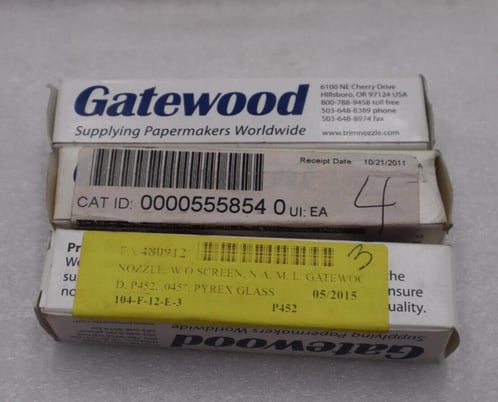 Gatewood
Supplying Papermakers Worldwide
6100 NE Cherry Drive
Hillsboro, OR 97124 USA
800-788-9458 toll free
503-648-8389 phone
503-648-8974 fax
www.trimnozzle.com
Receipt Date: 10/21/2011 A
CAT ID: 0000555854 0 UI: EA
4
480912
3
NOZZLE, W/O SCREEN, N A, M. L. GATEWOO
D, P452, .045", PYREX GLASS
05/2015
104-F-12-E-3
P452
nsure
uality.
Gatewood
Supplying Papermakers Worldwide